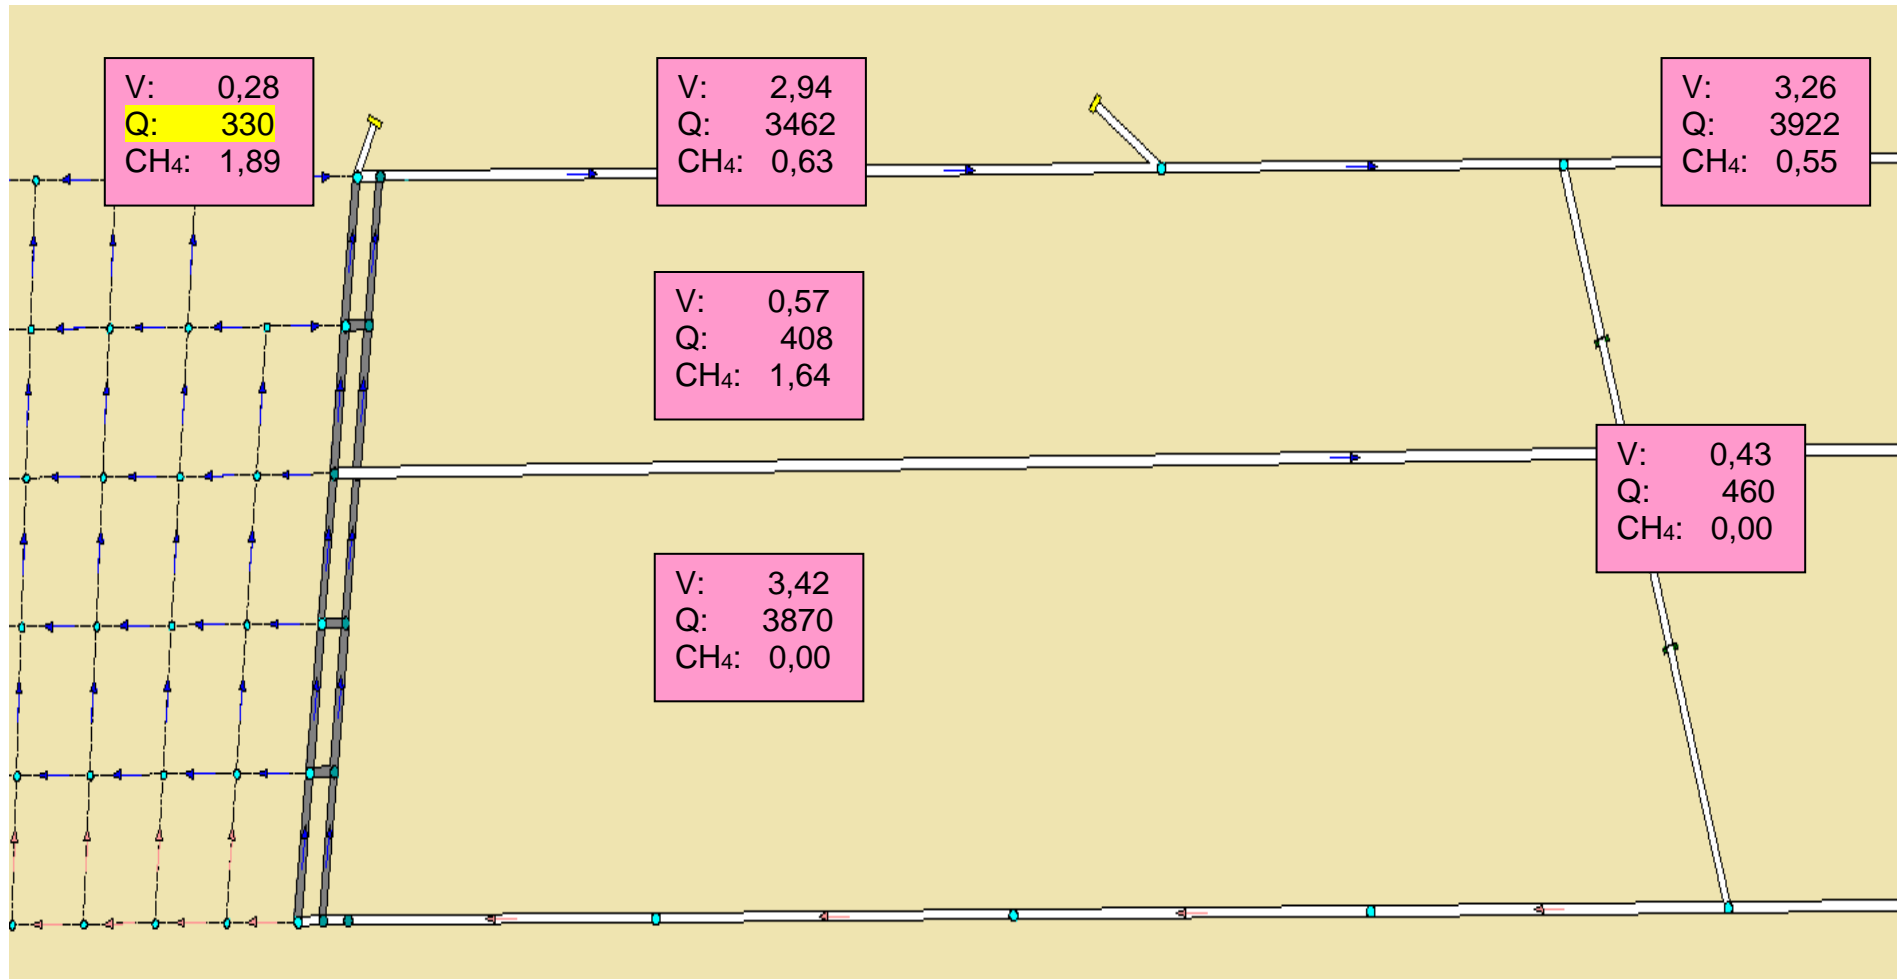 V: 0,28
Q: 330
CH₄: 1,89
V: 2,94
Q: 3462
CH₄: 0,63
V: 3,26
Q: 3922
CH₄: 0,55
V: 0,57
Q: 408
CH₄: 1,64
V: 0,43
Q: 460
CH₄: 0,00
V: 3,42
Q: 3870
CH₄: 0,00